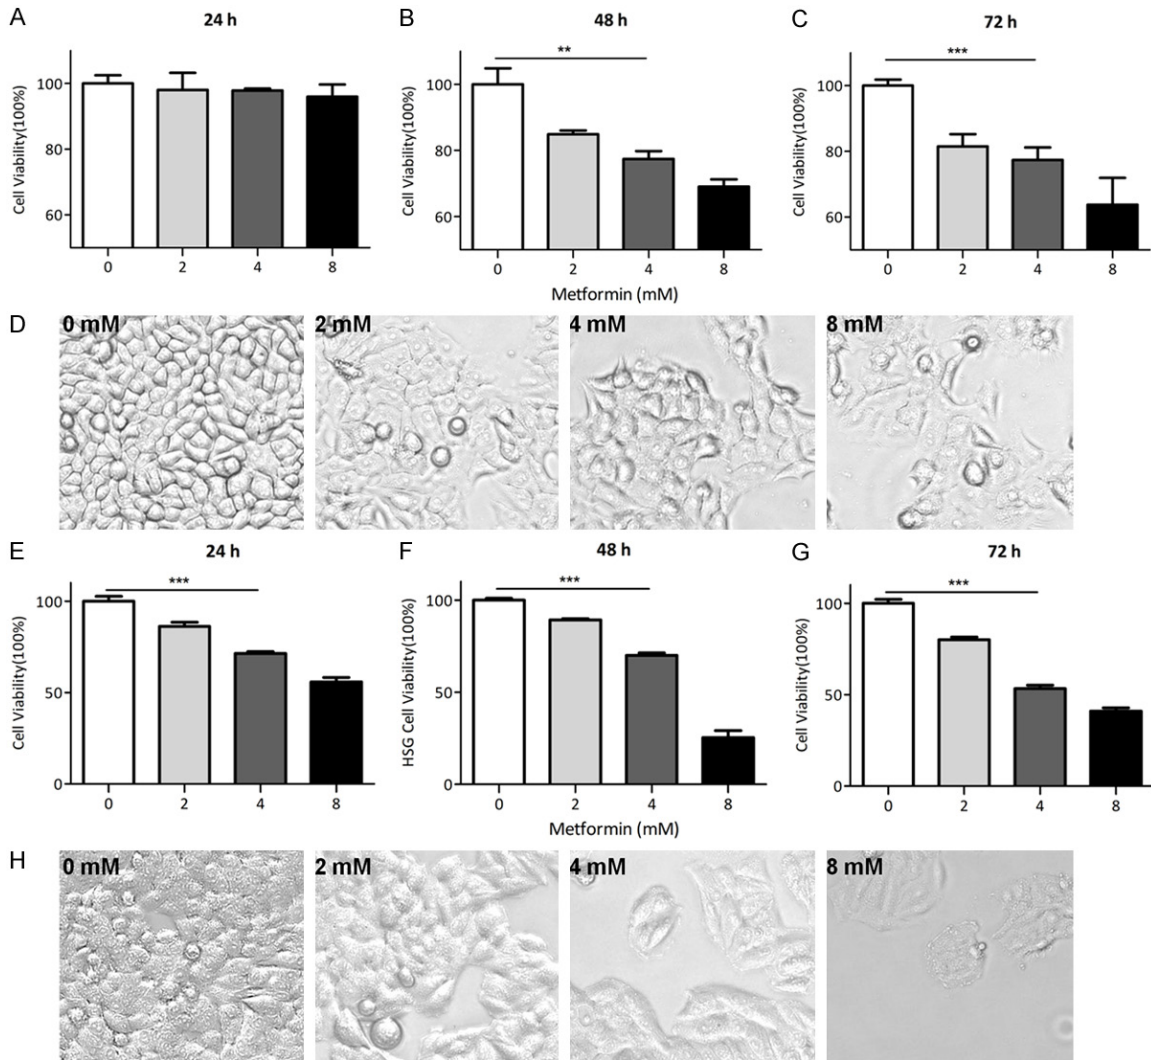 A
24 h
Cell Viability(100%)
100
80
60
0 2 4 8
B
48 h
**
Cell Viability(100%)
100
80
60
0 2 4 8
Metformin (mM)
C
72 h
***
Cell Viability(100%)
100
80
60
0 2 4 8
D
0 mM
2 mM
4 mM
8 mM
E
24 h
***
Cell Viability(100%)
100
50
0
0 2 4 8
F
48 h
***
HSG Cell Viability(100%)
100
50
0
0 2 4 8
Metformin (mM)
G
72 h
***
Cell Viability(100%)
100
50
0
0 2 4 8
H
0 mM
2 mM
4 mM
8 mM